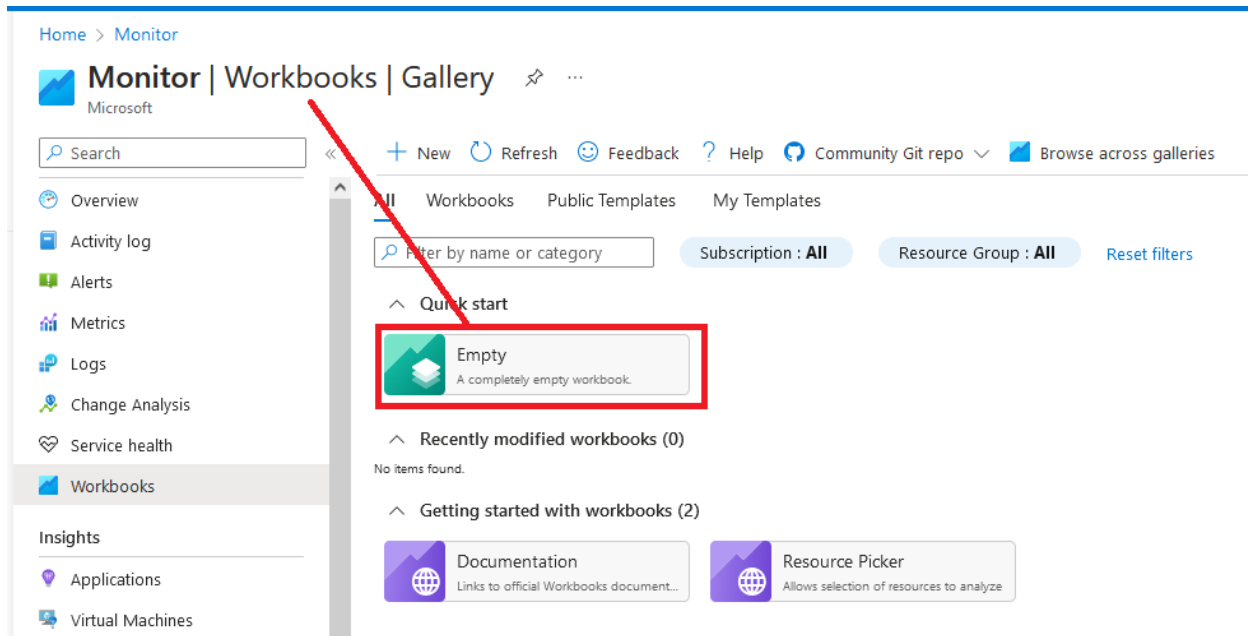 Home > Monitor
Monitor | Workbooks | Gallery ...
Microsoft
Search «
New Refresh Feedback ? Help Community Git repo Browse across galleries
All Workbooks Public Templates My Templates
Filter by name or category Subscription : All Resource Group : All Reset filters
Overview
Activity log
Alerts
Metrics
Logs
Change Analysis
Service health
Workbooks
Insights
Applications
Virtual Machines
Quick start
Empty
A completely empty workbook.
Recently modified workbooks (0)
No items found.
Getting started with workbooks (2)
Documentation
Links to official Workbooks document...
Resource Picker
Allows selection of resources to analyze